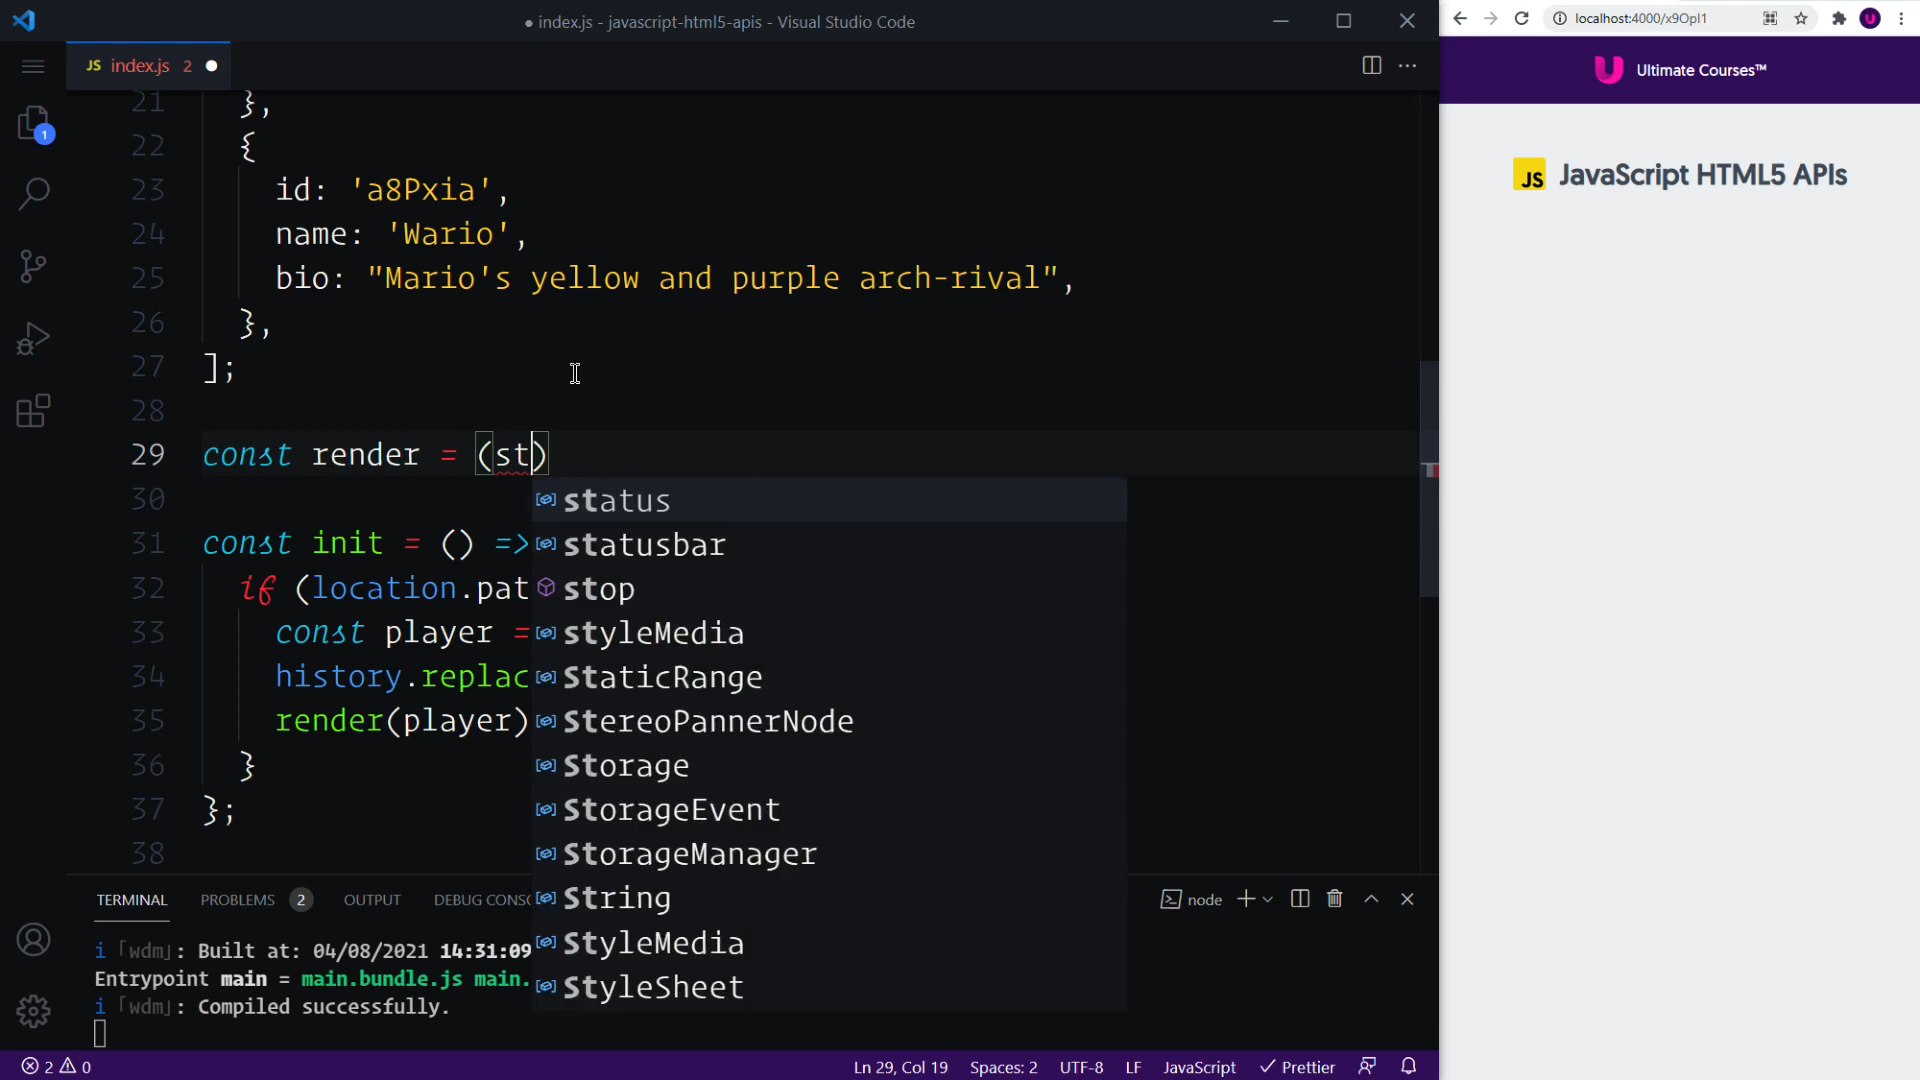 index.js - javascript-html5-apis - Visual Studio Code
localhost:4000/x9OpI1
JS index.js 2
Ultimate Courses™
JS JavaScript HTML5 APIs
21 },
22 {
23 id: 'a8Pxia',
24 name: 'Wario',
25 bio: "Mario's yellow and purple arch-rival",
26 },
27 ];
28
29 const render = (st)
30
status
statusbar
stop
styleMedia
StaticRange
StereoPannerNode
Storage
StorageEvent
StorageManager
String
StyleMedia
StyleSheet
31 const init = () =>
32 if (location.pat
33 const player =
34 history.replac
35 render(player)
36 }
37 };
38
TERMINAL PROBLEMS 2 OUTPUT DEBUG CONSO node
i ｢wdm｣: Built at: 04/08/2021 14:31:09
Entrypoint main = main.bundle.js main.
i ｢wdm｣: Compiled successfully.
2 0 Ln 29, Col 19 Spaces: 2 UTF-8 LF JavaScript Prettier